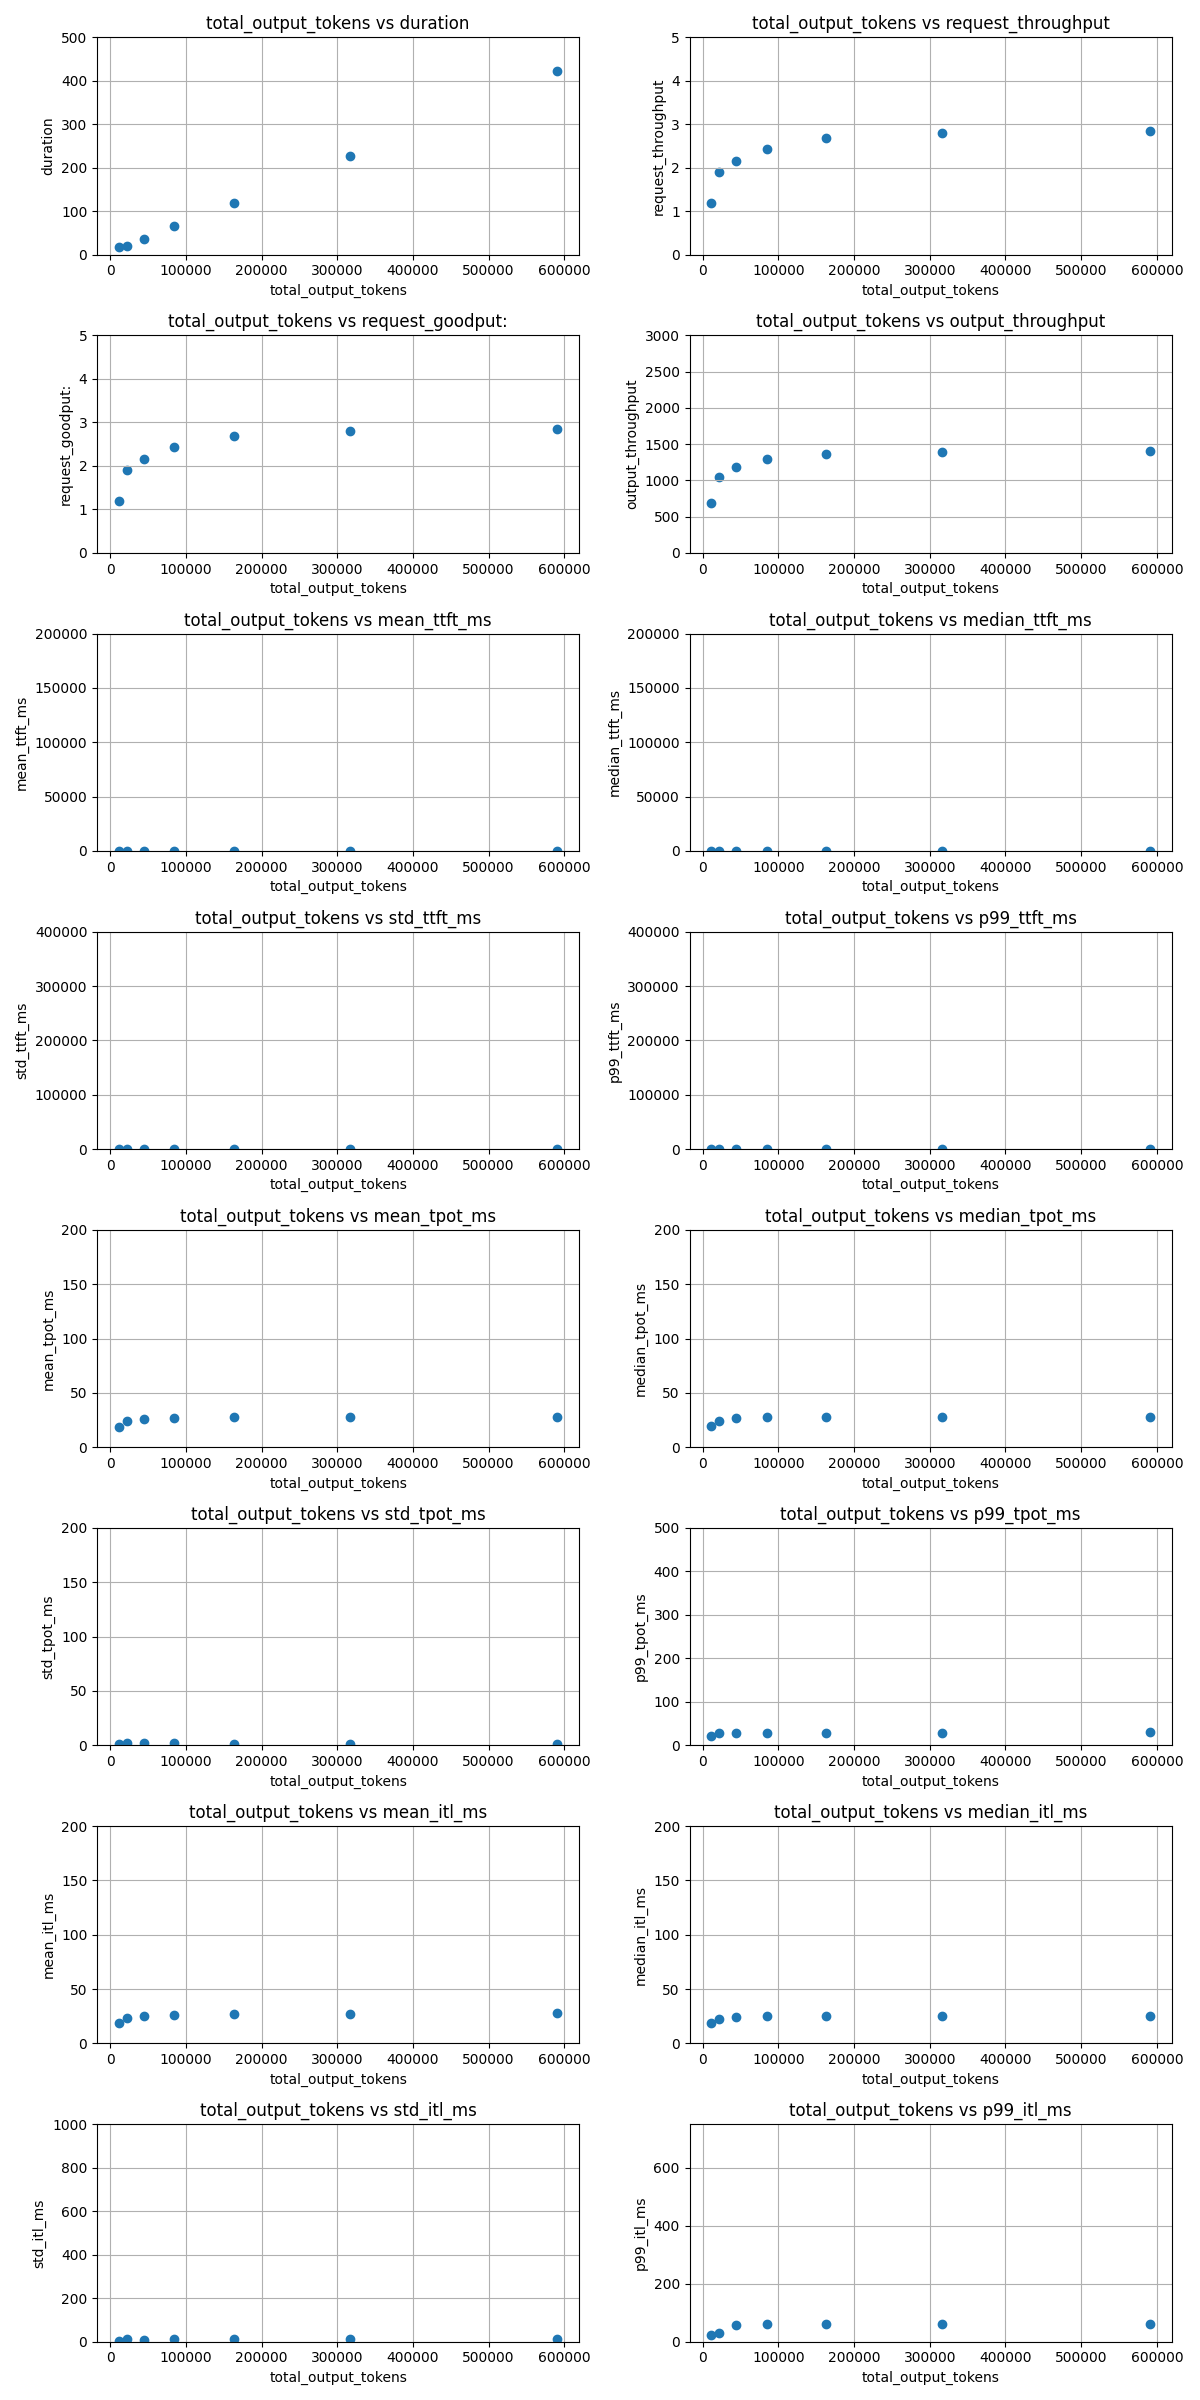 total_output_tokens vs duration
500
400
300
200
100
0
duration
0 100000 200000 300000 400000 500000 600000
total_output_tokens
total_output_tokens vs request_throughput
5
4
3
2
1
0
request_throughput
0 100000 200000 300000 400000 500000 600000
total_output_tokens
total_output_tokens vs request_goodput:
5
4
3
2
1
0
request_goodput:
0 100000 200000 300000 400000 500000 600000
total_output_tokens
total_output_tokens vs output_throughput
3000
2500
2000
1500
1000
500
0
output_throughput
0 100000 200000 300000 400000 500000 600000
total_output_tokens
total_output_tokens vs mean_ttft_ms
200000
150000
100000
50000
0
mean_ttft_ms
0 100000 200000 300000 400000 500000 600000
total_output_tokens
total_output_tokens vs median_ttft_ms
200000
150000
100000
50000
0
median_ttft_ms
0 100000 200000 300000 400000 500000 600000
total_output_tokens
total_output_tokens vs std_ttft_ms
400000
300000
200000
100000
0
std_ttft_ms
0 100000 200000 300000 400000 500000 600000
total_output_tokens
total_output_tokens vs p99_ttft_ms
400000
300000
200000
100000
0
p99_ttft_ms
0 100000 200000 300000 400000 500000 600000
total_output_tokens
total_output_tokens vs mean_tpot_ms
200
150
100
50
0
mean_tpot_ms
0 100000 200000 300000 400000 500000 600000
total_output_tokens
total_output_tokens vs median_tpot_ms
200
150
100
50
0
median_tpot_ms
0 100000 200000 300000 400000 500000 600000
total_output_tokens
total_output_tokens vs std_tpot_ms
200
150
100
50
0
std_tpot_ms
0 100000 200000 300000 400000 500000 600000
total_output_tokens
total_output_tokens vs p99_tpot_ms
500
400
300
200
100
0
p99_tpot_ms
0 100000 200000 300000 400000 500000 600000
total_output_tokens
total_output_tokens vs mean_itl_ms
200
150
100
50
0
mean_itl_ms
0 100000 200000 300000 400000 500000 600000
total_output_tokens
total_output_tokens vs median_itl_ms
200
150
100
50
0
median_itl_ms
0 100000 200000 300000 400000 500000 600000
total_output_tokens
total_output_tokens vs std_itl_ms
1000
800
600
400
200
0
std_itl_ms
0 100000 200000 300000 400000 500000 600000
total_output_tokens
total_output_tokens vs p99_itl_ms
600
400
200
0
p99_itl_ms
0 100000 200000 300000 400000 500000 600000
total_output_tokens